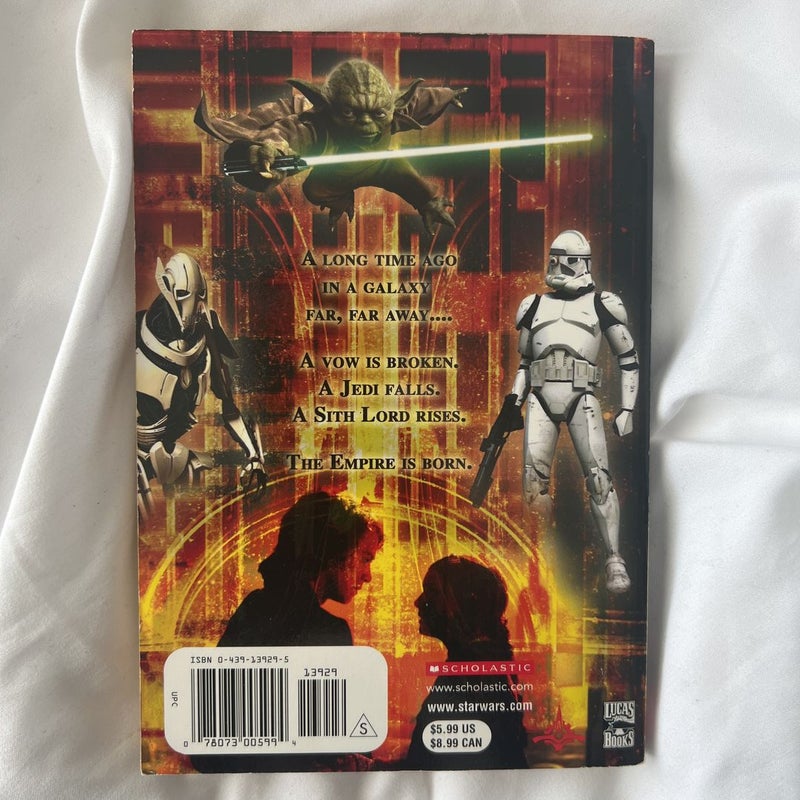 A LONG TIME AGO
IN A GALAXY
FAR, FAR AWAY....
A VOW IS BROKEN.
A JEDI FALLS.
A SITH LORD RISES.
THE EMPIRE IS BORN.
ISBN 0-439-13929-5
13929
UPC
S
0 78073 00599 4
SCHOLASTIC
www.scholastic.com
www.starwars.com
$5.99 US
$8.99 CAN
LUCAS
BOOKS